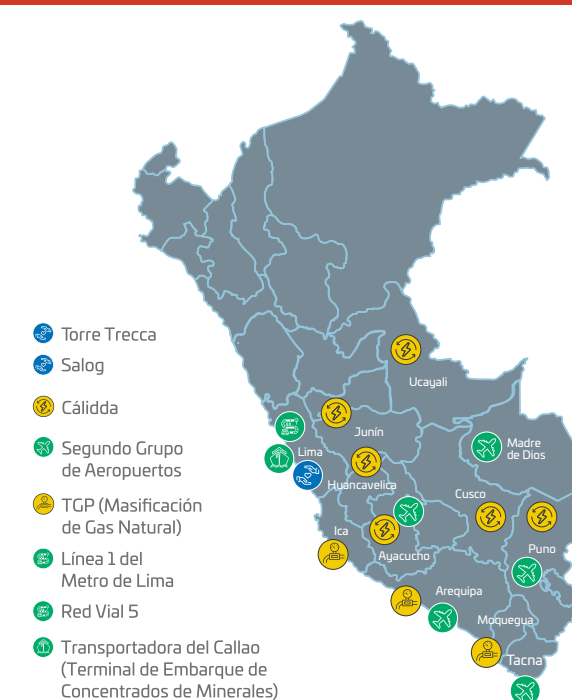 Torre Trecca
Salog
Cálidda
Segundo Grupo
de Aeropuertos
TGP (Masificación
de Gas Natural)
Línea 1 del
Metro de Lima
Red Vial 5
Transportadora del Callao
(Terminal de Embarque de
Concentrados de Minerales)
Ucayali
Junín
Madre
de Dios
Lima
Huancavelica
Cusco
Ica
Ayacucho
Puno
Arequipa
Moquegua
Tacna